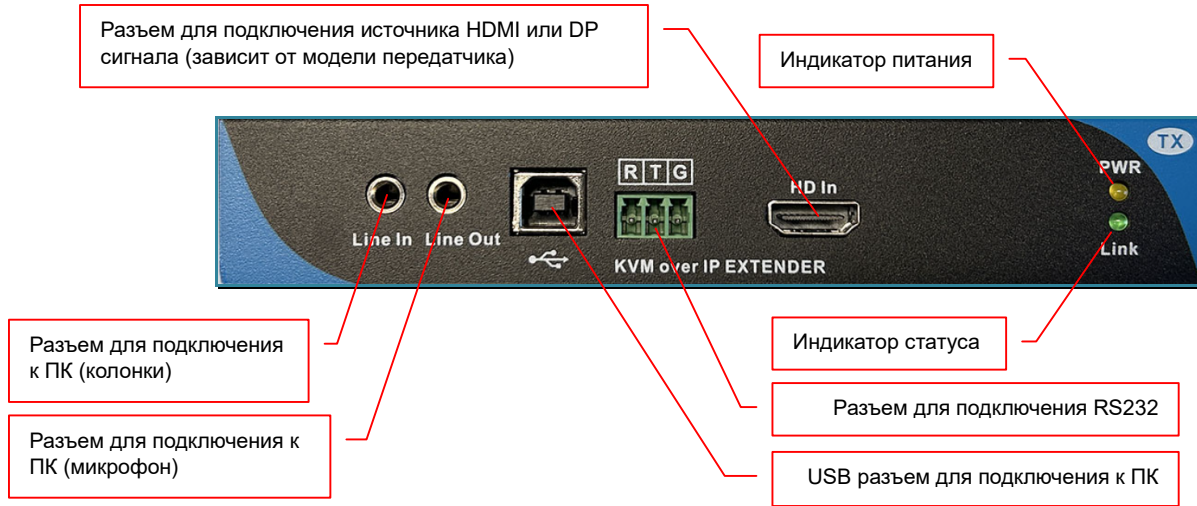 Разъем для подключения источника HDMI или DP
сигнала (зависит от модели передатчика)
Индикатор питания
TX
PWR
R T G
HD In
Line In Line Out
Link
KVM over IP EXTENDER
Разъем для подключения
к ПК (колонки)
Индикатор статуса
Разъем для подключения RS232
Разъем для подключения к
ПК (микрофон)
USB разъем для подключения к ПК